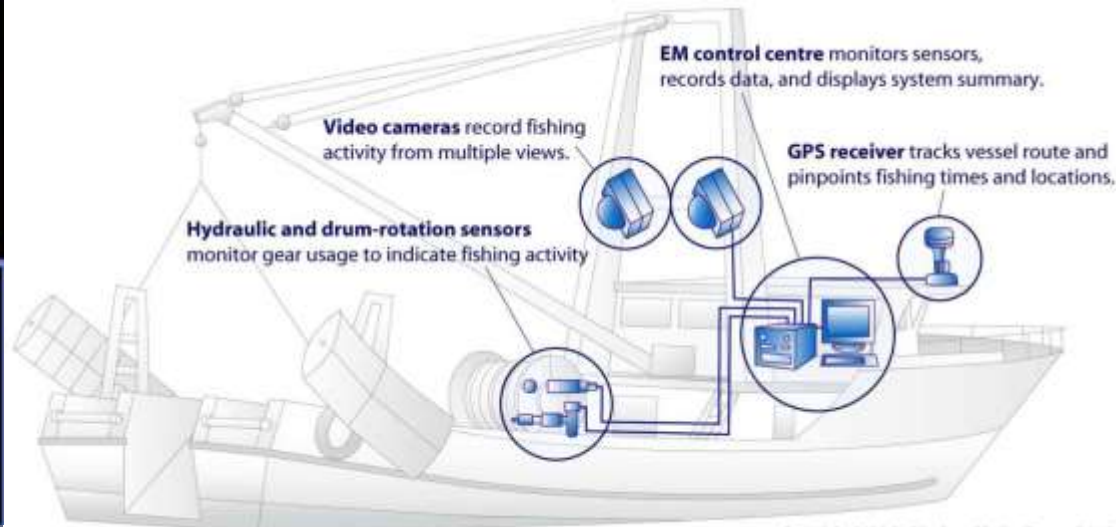 EM control centre monitors sensors,
records data, and displays system summary.
Video cameras record fishing
activity from multiple views.
GPS receiver tracks vessel route and
pinpoints fishing times and locations.
Hydraulic and drum-rotation sensors
monitor gear usage to indicate fishing activity